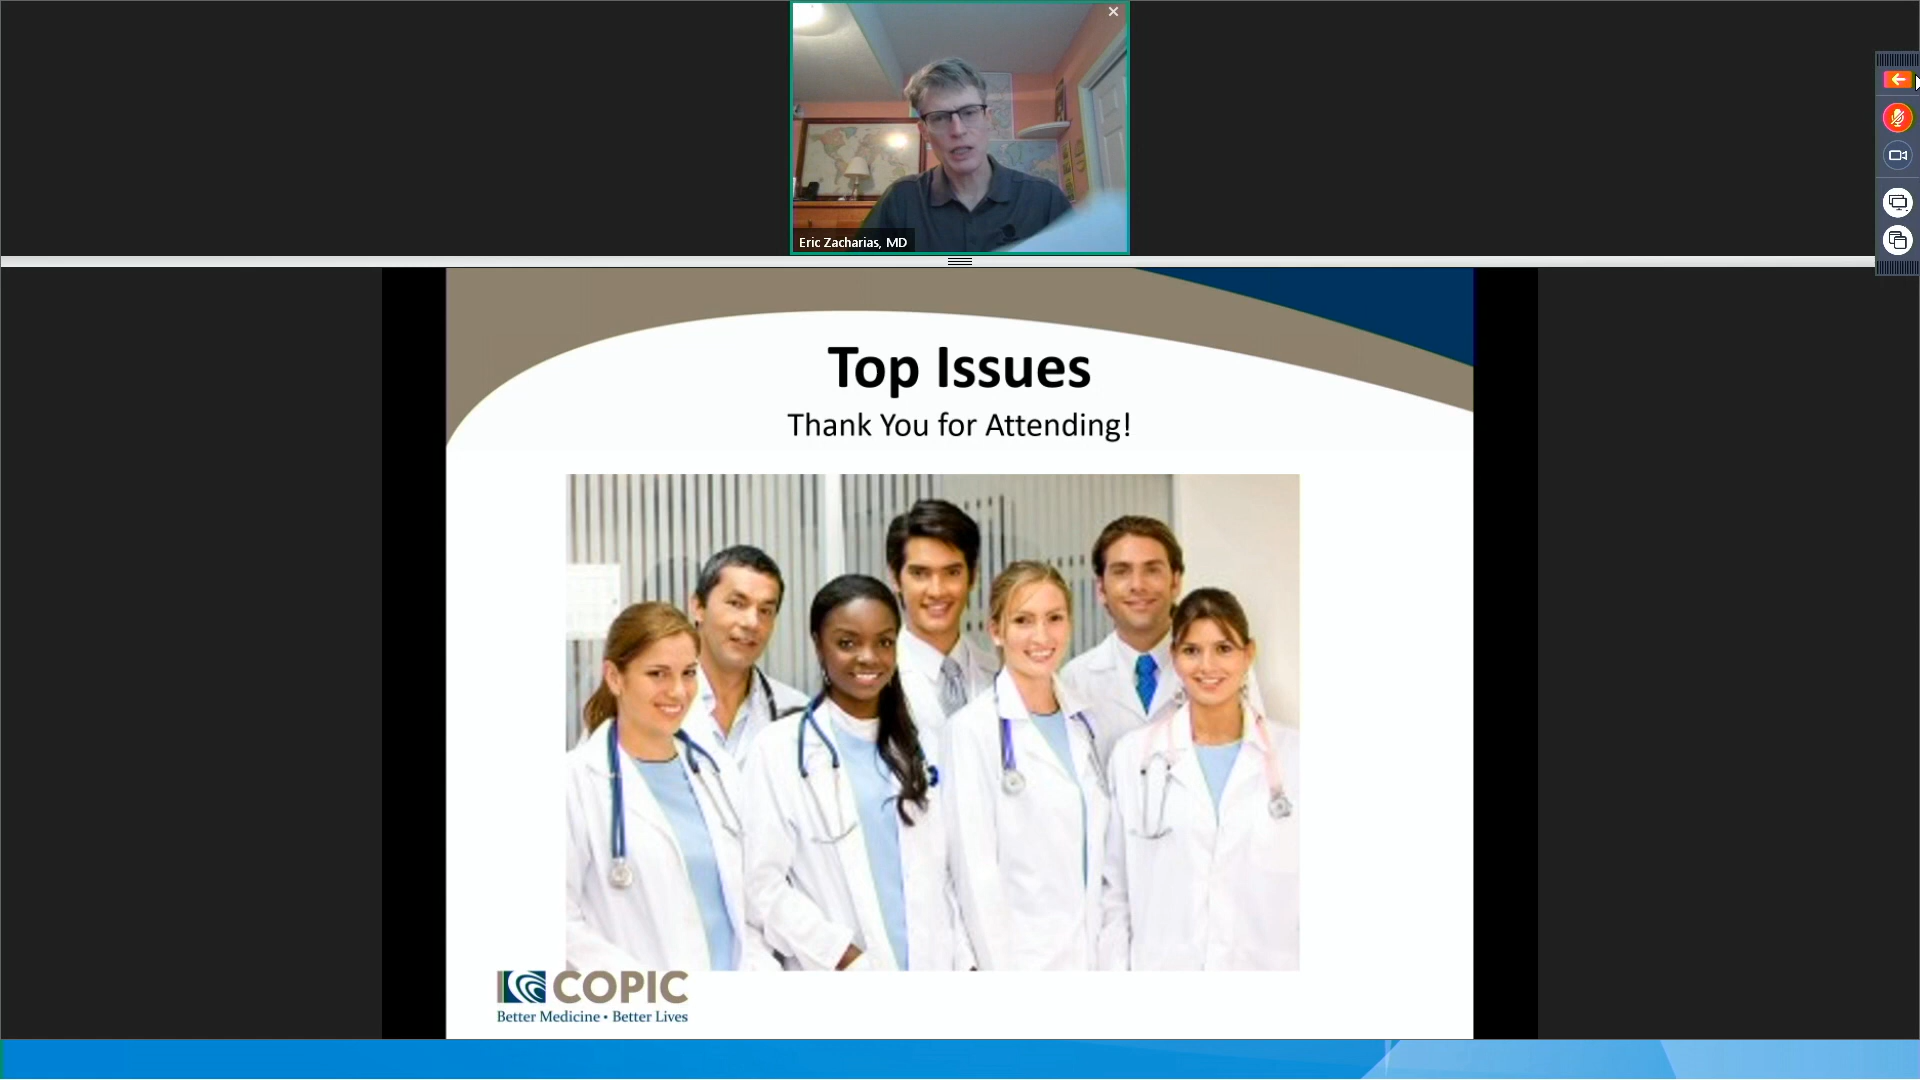 Eric Zacharias, MD
Top Issues
Thank You for Attending!
COPIC
Better Medicine • Better Lives